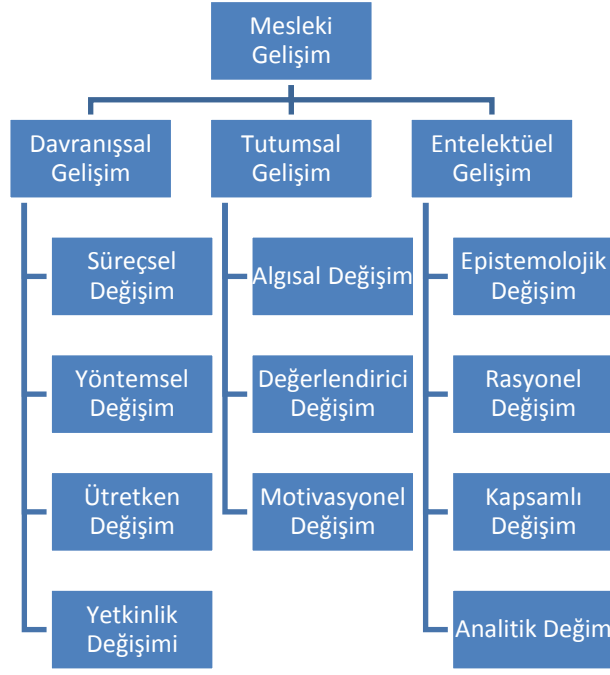 Mesleki
Gelişim
Davranışsal
Gelişim
Tutumsal
Gelişim
Entelektüel
Gelişim
Süreçsel
Değişim
Algısal Değişim
Epistemolojik
Değişim
Yöntemsel
Değişim
Değerlendirici
Değişim
Rasyonel
Değişim
Ütretken
Değişim
Motivasyonel
Değişim
Kapsamlı
Değişim
Yetkinlik
Değişimi
Analitik Değim